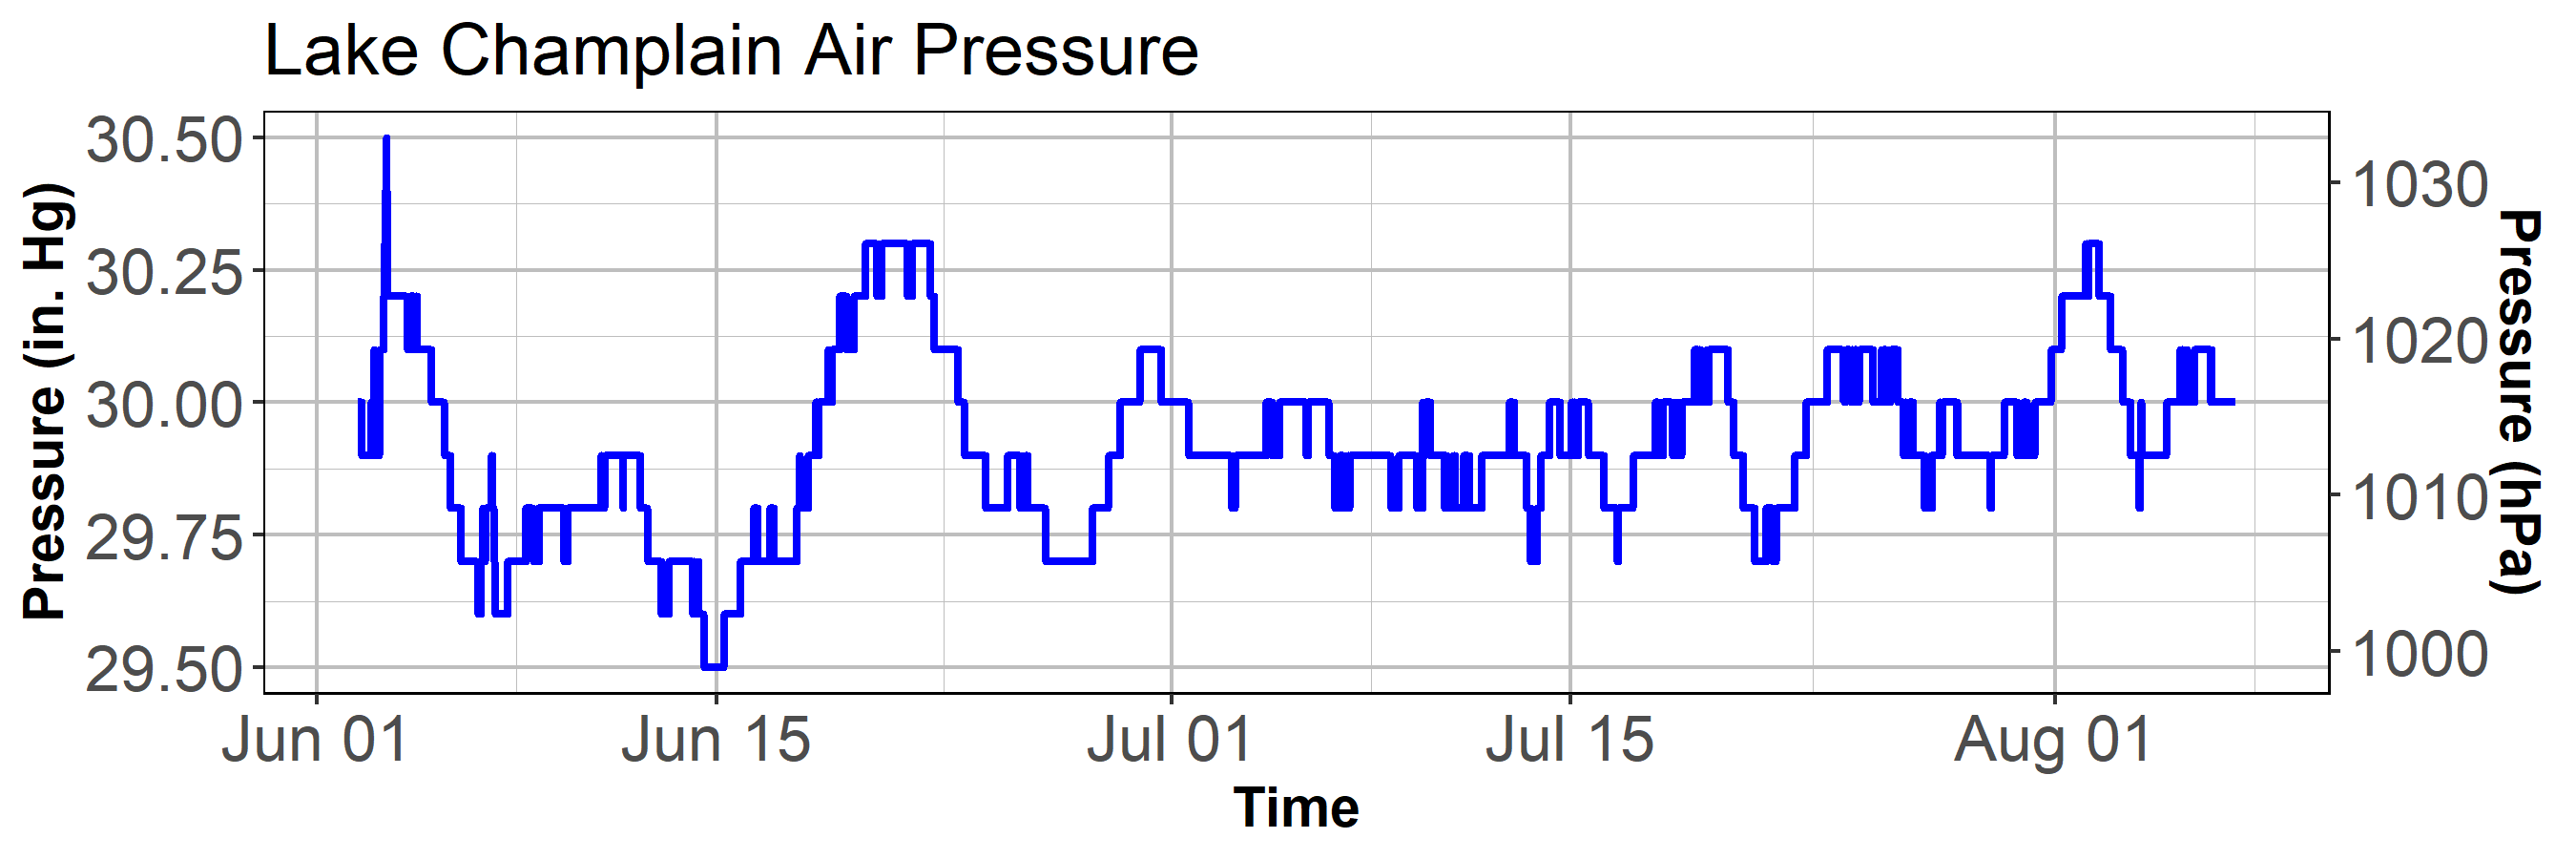 Lake Champlain Air Pressure
Pressure (in. Hg)
30.50
30.25
30.00
29.75
29.50
1030
1020
1010
1000
Pressure (hPa)
Jun 01 Jun 15 Jul 01 Jul 15 Aug 01
Time